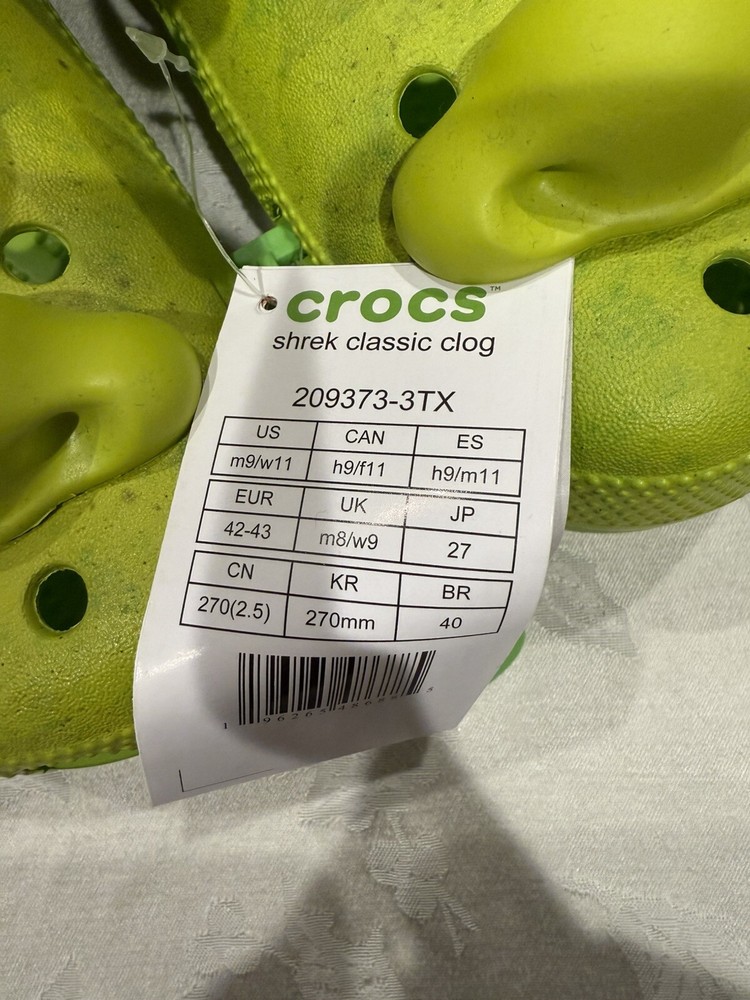 crocs™
shrek classic clog
209373-3TX
US CAN ES
m9/w11 h9/f11 h9/m11
EUR UK JP
42-43 m8/w9 27
CN KR BR
270(2.5) 270mm 40